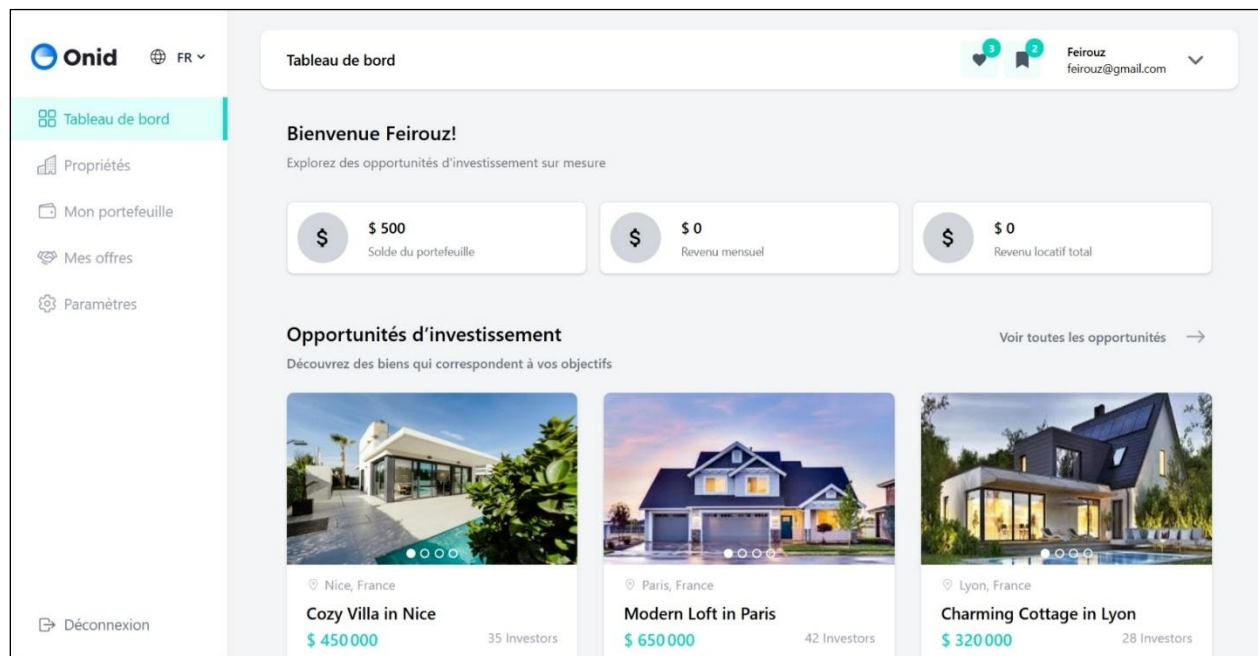 Onid
FR
Tableau de bord
Propriétés
Mon portefeuille
Mes offres
Paramètres
Déconnexion
Tableau de bord
3
2
Feirouz
feirouz@gmail.com
Bienvenue Feirouz!
Explorez des opportunités d'investissement sur mesure
$
$ 500
Solde du portefeuille
$
$ 0
Revenu mensuel
$
$ 0
Revenu locatif total
Opportunités d’investissement
Voir toutes les opportunités
Découvrez des biens qui correspondent à vos objectifs
Nice, France
Cozy Villa in Nice
$ 450 000
35 Investors
Paris, France
Modern Loft in Paris
$ 650 000
42 Investors
Lyon, France
Charming Cottage in Lyon
$ 320 000
28 Investors